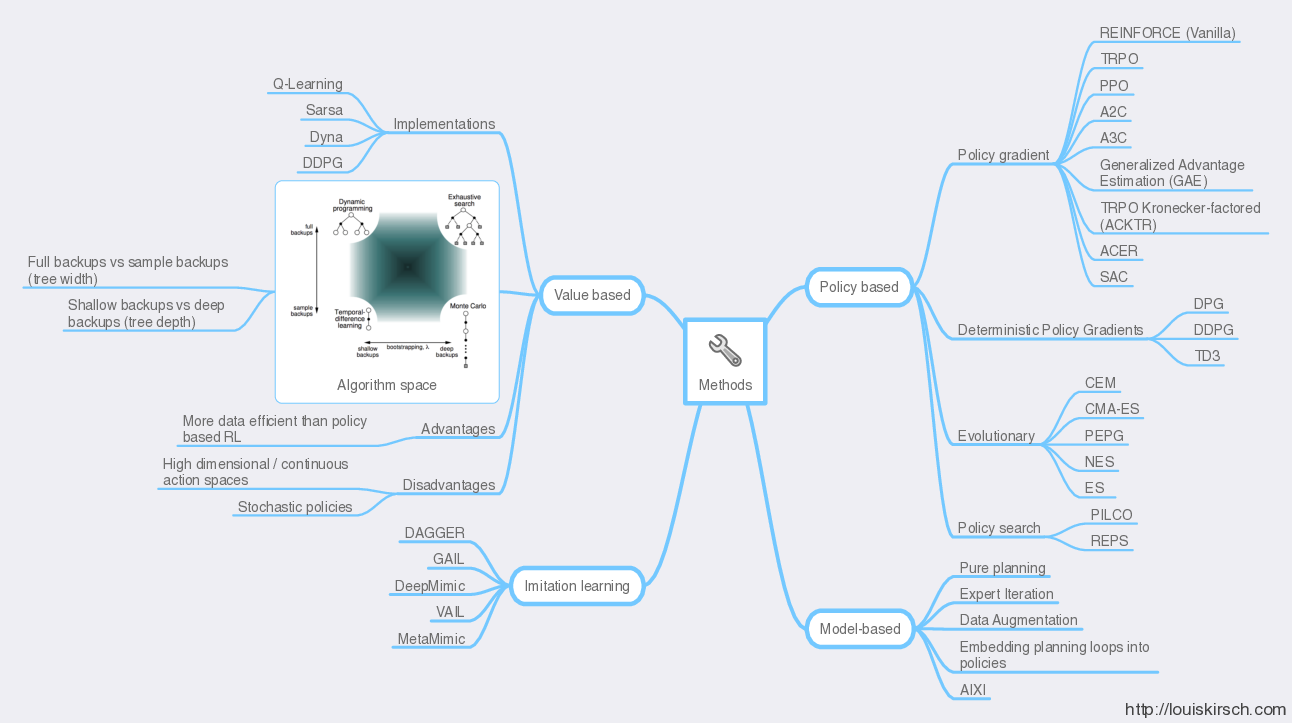 Methods
Value based
Implementations
Q-Learning
Sarsa
Dyna
DDPG
Dynamic
programming
Exhaustive
search
full
backups
sample
backups
Temporal-
difference
learning
Monte Carlo
shallow
backups
bootstrapping, λ
deep
backups
Algorithm space
Full backups vs sample backups
(tree width)
Shallow backups vs deep
backups (tree depth)
Advantages
More data efficient than policy
based RL
Disadvantages
High dimensional / continuous
action spaces
Stochastic policies
Imitation learning
DAGGER
GAIL
DeepMimic
VAIL
MetaMimic
Policy based
Policy gradient
REINFORCE (Vanilla)
TRPO
PPO
A2C
A3C
Generalized Advantage
Estimation (GAE)
TRPO Kronecker-factored
(ACKTR)
ACER
SAC
Deterministic Policy Gradients
DPG
DDPG
TD3
Evolutionary
CEM
CMA-ES
PEPG
NES
ES
Policy search
PILCO
REPS
Model-based
Pure planning
Expert Iteration
Data Augmentation
Embedding planning loops into
policies
AIXI
http://louiskirsch.com